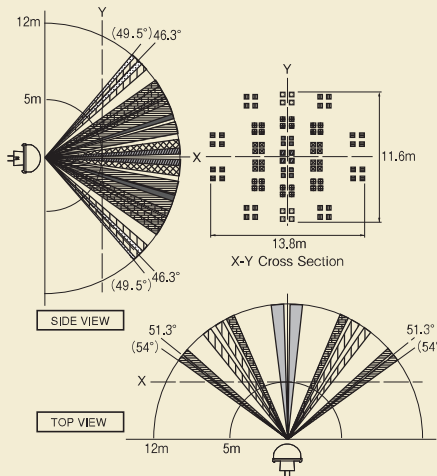 12m
Y
(49.5°)
46.3°
5m
Y
X
11.6m
13.8m
X-Y Cross Section
46.3°
(49.5°)
SIDE VIEW
51.3°
(54°)
51.3°
(54°)
X
TOP VIEW
12m
5m